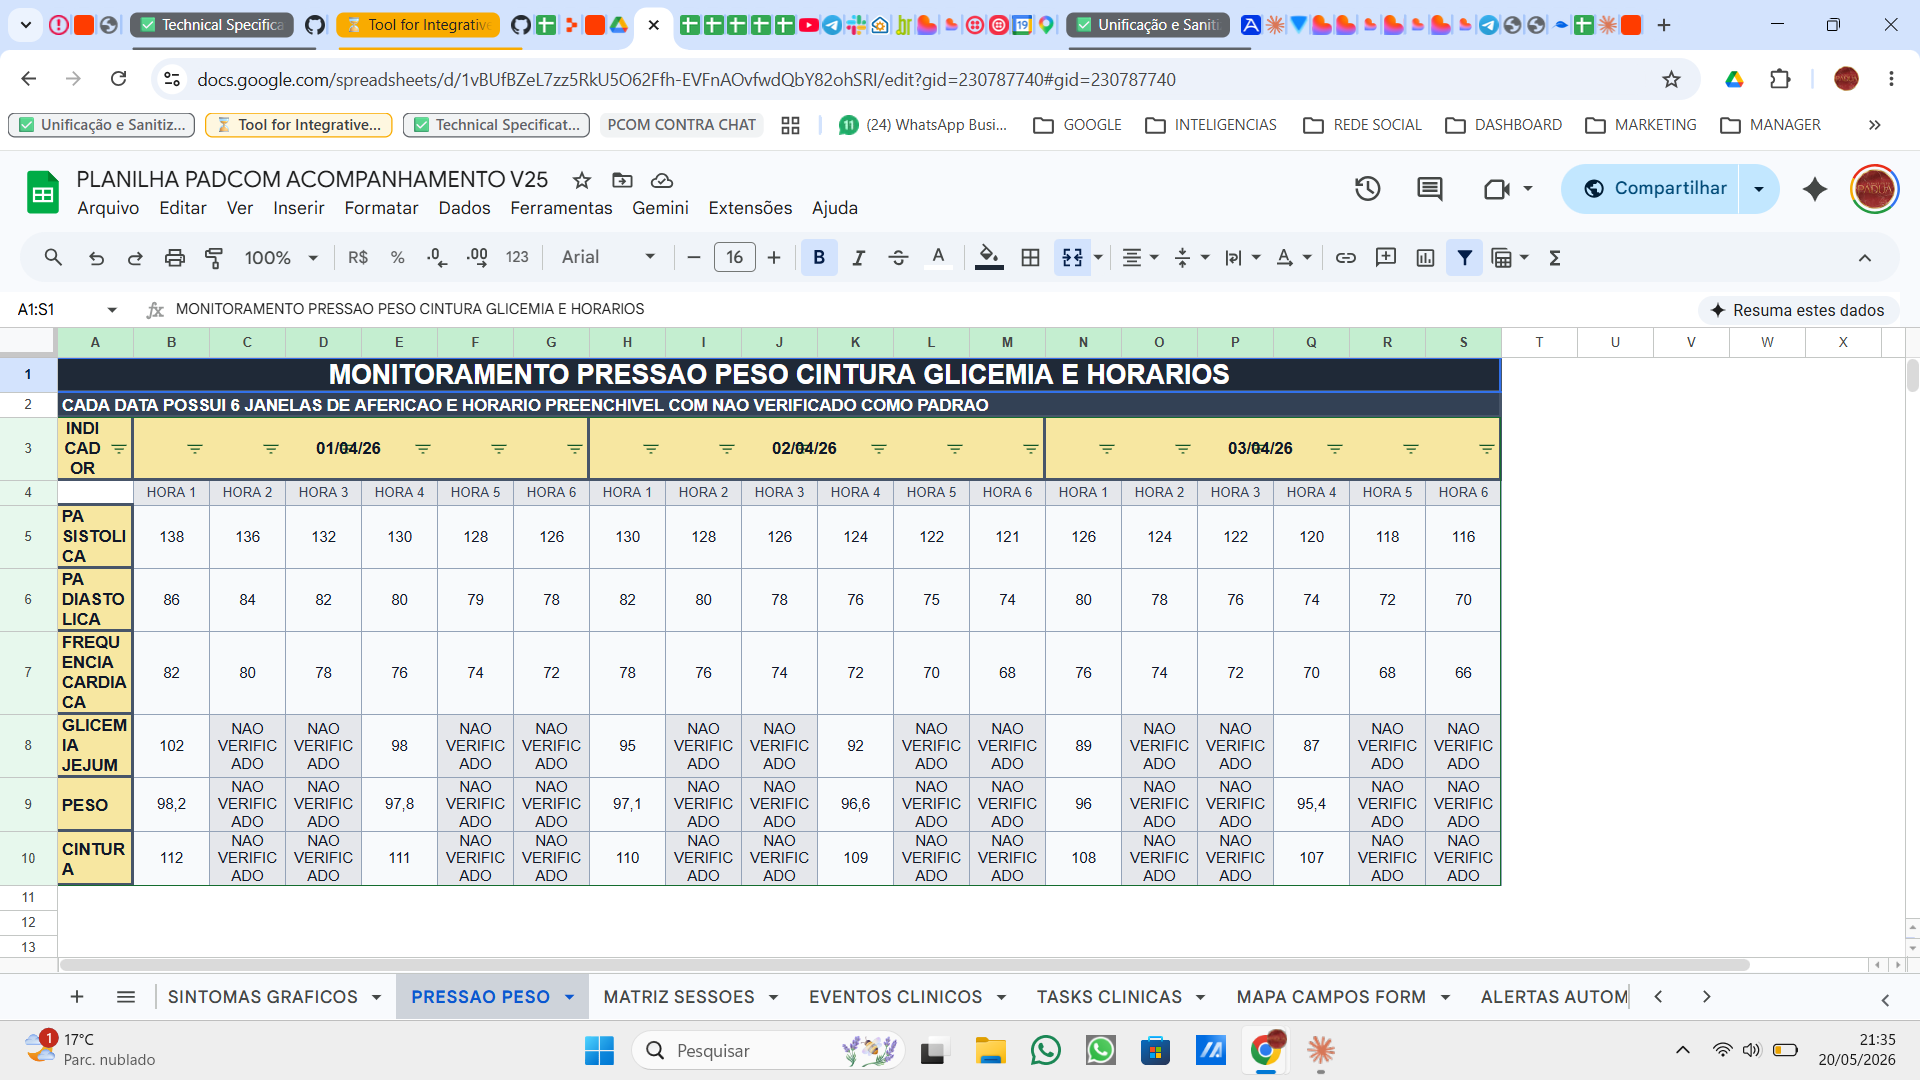 Technical Specifica
Tool for Integrative
Unificação e Saniti
docs.google.com/spreadsheets/d/1vBUfBZeL7zz5RkU5O62Ffh-EVFnAOvfwdQbY82ohSRI/edit?gid=230787740#gid=230787740
Unificação e Sanitiz... Tool for Integrative... Technical Specificat... PCOM CONTRA CHAT 11 (24) WhatsApp Busi... GOOGLE INTELIGENCIAS REDE SOCIAL DASHBOARD MARKETING MANAGER
PLANILHA PADCOM ACOMPANHAMENTO V25
Arquivo Editar Ver Inserir Formatar Dados Ferramentas Gemini Extensões Ajuda
Compartilhar
100% R$ % .0 .00 123 Arial 16 B I A
A1:S1 fx MONITORAMENTO PRESSAO PESO CINTURA GLICEMIA E HORARIOS Resuma estes dados
A B C D E F G H I J K L M N O P Q R S T U V W X
1 MONITORAMENTO PRESSAO PESO CINTURA GLICEMIA E HORARIOS
2 CADA DATA POSSUI 6 JANELAS DE AFERICAO E HORARIO PREENCHIVEL COM NAO VERIFICADO COMO PADRAO
3 INDICADOR 01/04/26 02/04/26 03/04/26
4 HORA 1 HORA 2 HORA 3 HORA 4 HORA 5 HORA 6 HORA 1 HORA 2 HORA 3 HORA 4 HORA 5 HORA 6 HORA 1 HORA 2 HORA 3 HORA 4 HORA 5 HORA 6
5 PA SISTOLICA 138 136 132 130 128 126 130 128 126 124 122 121 126 124 122 120 118 116
6 PA DIASTOLICA 86 84 82 80 79 78 82 80 78 76 75 74 80 78 76 74 72 70
7 FREQUENCIA CARDIACA 82 80 78 76 74 72 78 76 74 72 70 68 76 74 72 70 68 66
8 GLICEMIA JEJUM 102 NAO VERIFICADO NAO VERIFICADO 98 NAO VERIFICADO NAO VERIFICADO 95 NAO VERIFICADO NAO VERIFICADO 92 NAO VERIFICADO NAO VERIFICADO 89 NAO VERIFICADO NAO VERIFICADO 87 NAO VERIFICADO NAO VERIFICADO
9 PESO 98,2 NAO VERIFICADO NAO VERIFICADO 97,8 NAO VERIFICADO NAO VERIFICADO 97,1 NAO VERIFICADO NAO VERIFICADO 96,6 NAO VERIFICADO NAO VERIFICADO 96 NAO VERIFICADO NAO VERIFICADO 95,4 NAO VERIFICADO NAO VERIFICADO
10 CINTURA 112 NAO VERIFICADO NAO VERIFICADO 111 NAO VERIFICADO NAO VERIFICADO 110 NAO VERIFICADO NAO VERIFICADO 109 NAO VERIFICADO NAO VERIFICADO 108 NAO VERIFICADO NAO VERIFICADO 107 NAO VERIFICADO NAO VERIFICADO
11
12
13
SINTOMAS GRAFICOS PRESSAO PESO MATRIZ SESSOES EVENTOS CLINICOS TASKS CLINICAS MAPA CAMPOS FORM ALERTAS AUTOM
1 17°C
Parc. nublado
Pesquisar
21:35
20/05/2026